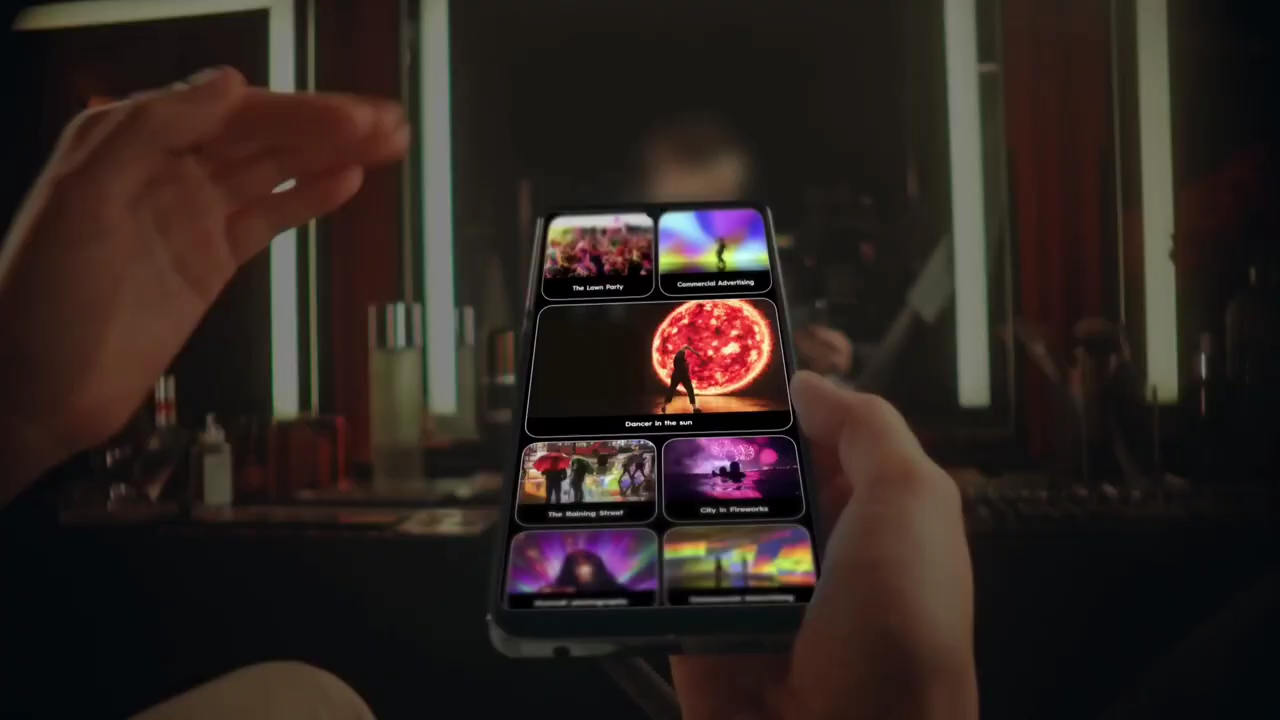 The Lawn Party
Commercial Advertising
Dancer in the sun
The Raining Street
City in Fireworks